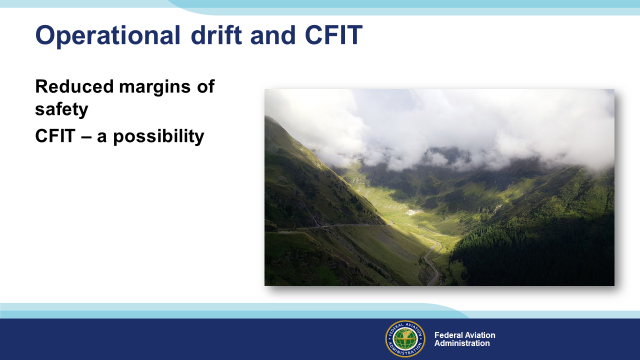 Operational drift and CFIT
Reduced margins of
safety
CFIT – a possibility
Federal Aviation
Administration